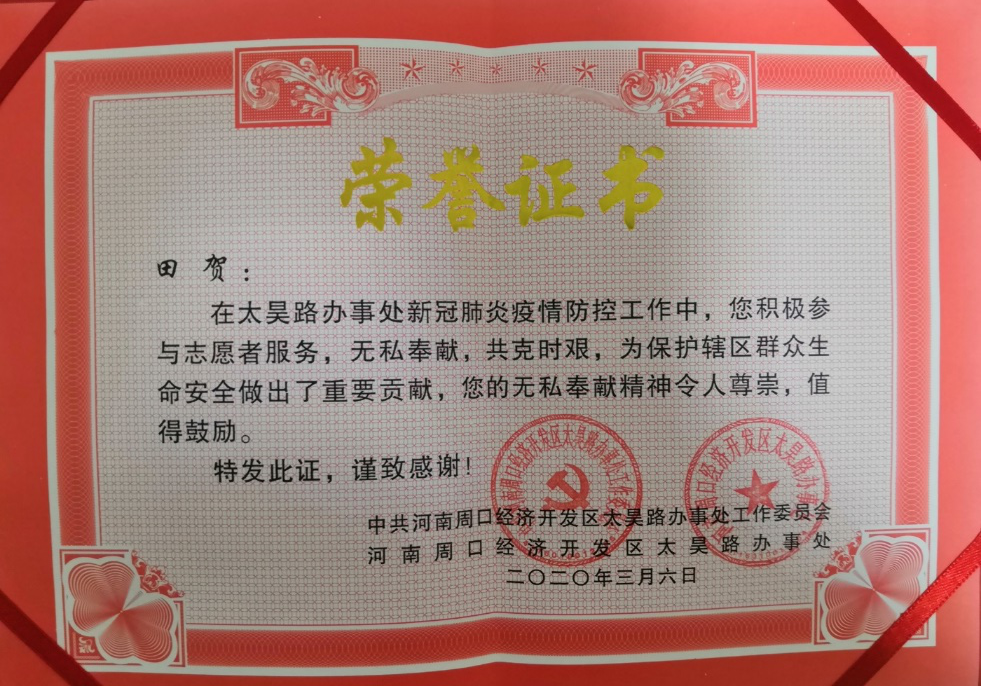 荣誉证书
田 贺：
在太昊路办事处新冠肺炎疫情防控工作中，您积极参
与志愿者服务，无私奉献，共克时艰，为保护辖区群众生
命安全做出了重要贡献，您的无私奉献精神令人尊崇，值
得鼓励。
特发此证，谨致感谢！
中共河南周口经济开发区太昊路办事处工作委员会
河南周口经济开发区太昊路办事处
二〇二〇年三月六日